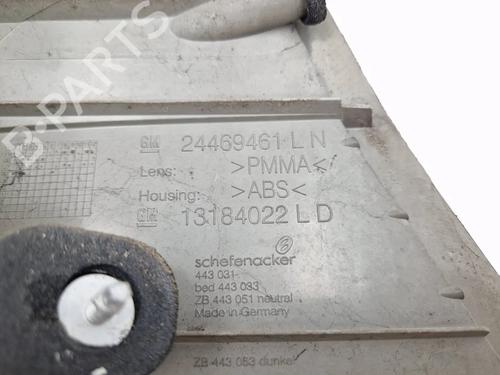 B-PARTS
GM 24469461 L N
Lens: >PMMA<
Housing: >ABS<
GM 13184022 L D
schefenacker
443 031
bed 443 033
ZB 443 051 neutral
Made in Germany
ZB 443 053 dunkel